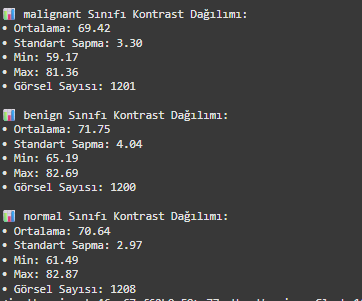 malignant Sınıfı Kontrast Dağılımı:
• Ortalama: 69.42
• Standart Sapma: 3.30
• Min: 59.17
• Max: 81.36
• Görsel Sayısı: 1201
benign Sınıfı Kontrast Dağılımı:
• Ortalama: 71.75
• Standart Sapma: 4.04
• Min: 65.19
• Max: 82.69
• Görsel Sayısı: 1200
normal Sınıfı Kontrast Dağılımı:
• Ortalama: 70.64
• Standart Sapma: 2.97
• Min: 61.49
• Max: 82.87
• Görsel Sayısı: 1208